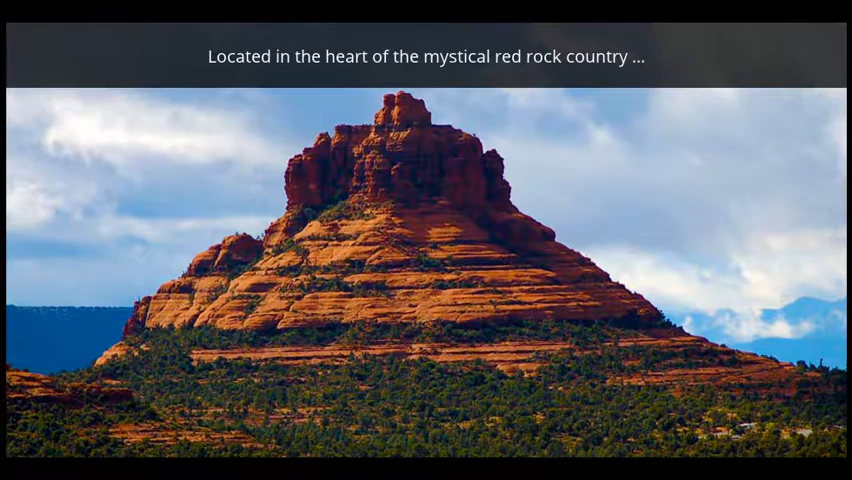 Located in the heart of the mystical red rock country ...